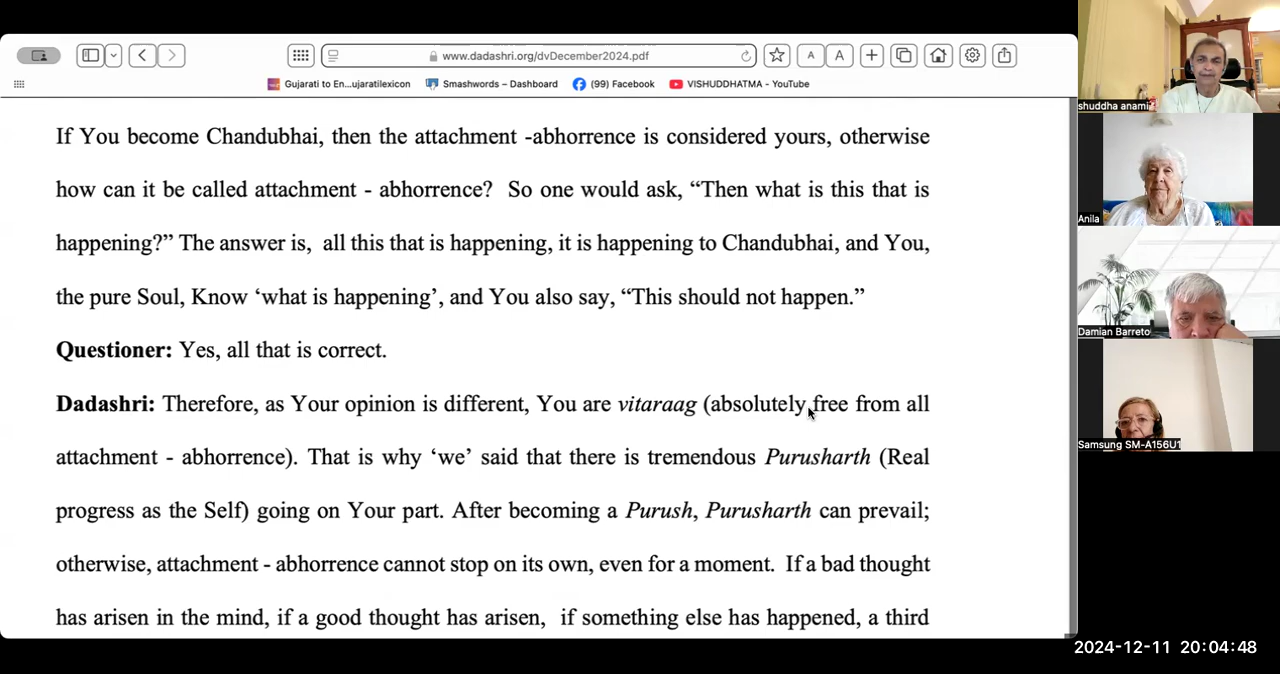 www.dadashri.org/dvDecember2024.pdf
A A
Gujarati to En...ujaratilexicon Smashwords – Dashboard (99) Facebook VISHUDDHATMA - YouTube
If You become Chandubhai, then the attachment -abhorrence is considered yours, otherwise
how can it be called attachment - abhorrence? So one would ask, “Then what is this that is
happening?” The answer is, all this that is happening, it is happening to Chandubhai, and You,
the pure Soul, Know ‘what is happening’, and You also say, “This should not happen.”
Questioner: Yes, all that is correct.
Dadashri: Therefore, as Your opinion is different, You are vitaraag (absolutely free from all
attachment - abhorrence). That is why ‘we’ said that there is tremendous Purusharth (Real
progress as the Self) going on Your part. After becoming a Purush, Purusharth can prevail;
otherwise, attachment - abhorrence cannot stop on its own, even for a moment. If a bad thought
has arisen in the mind, if a good thought has arisen, if something else has happened, a third
shuddha anami
Anila
Damian Barreto
Samsung SM-A156U1
2024-12-11 20:04:48